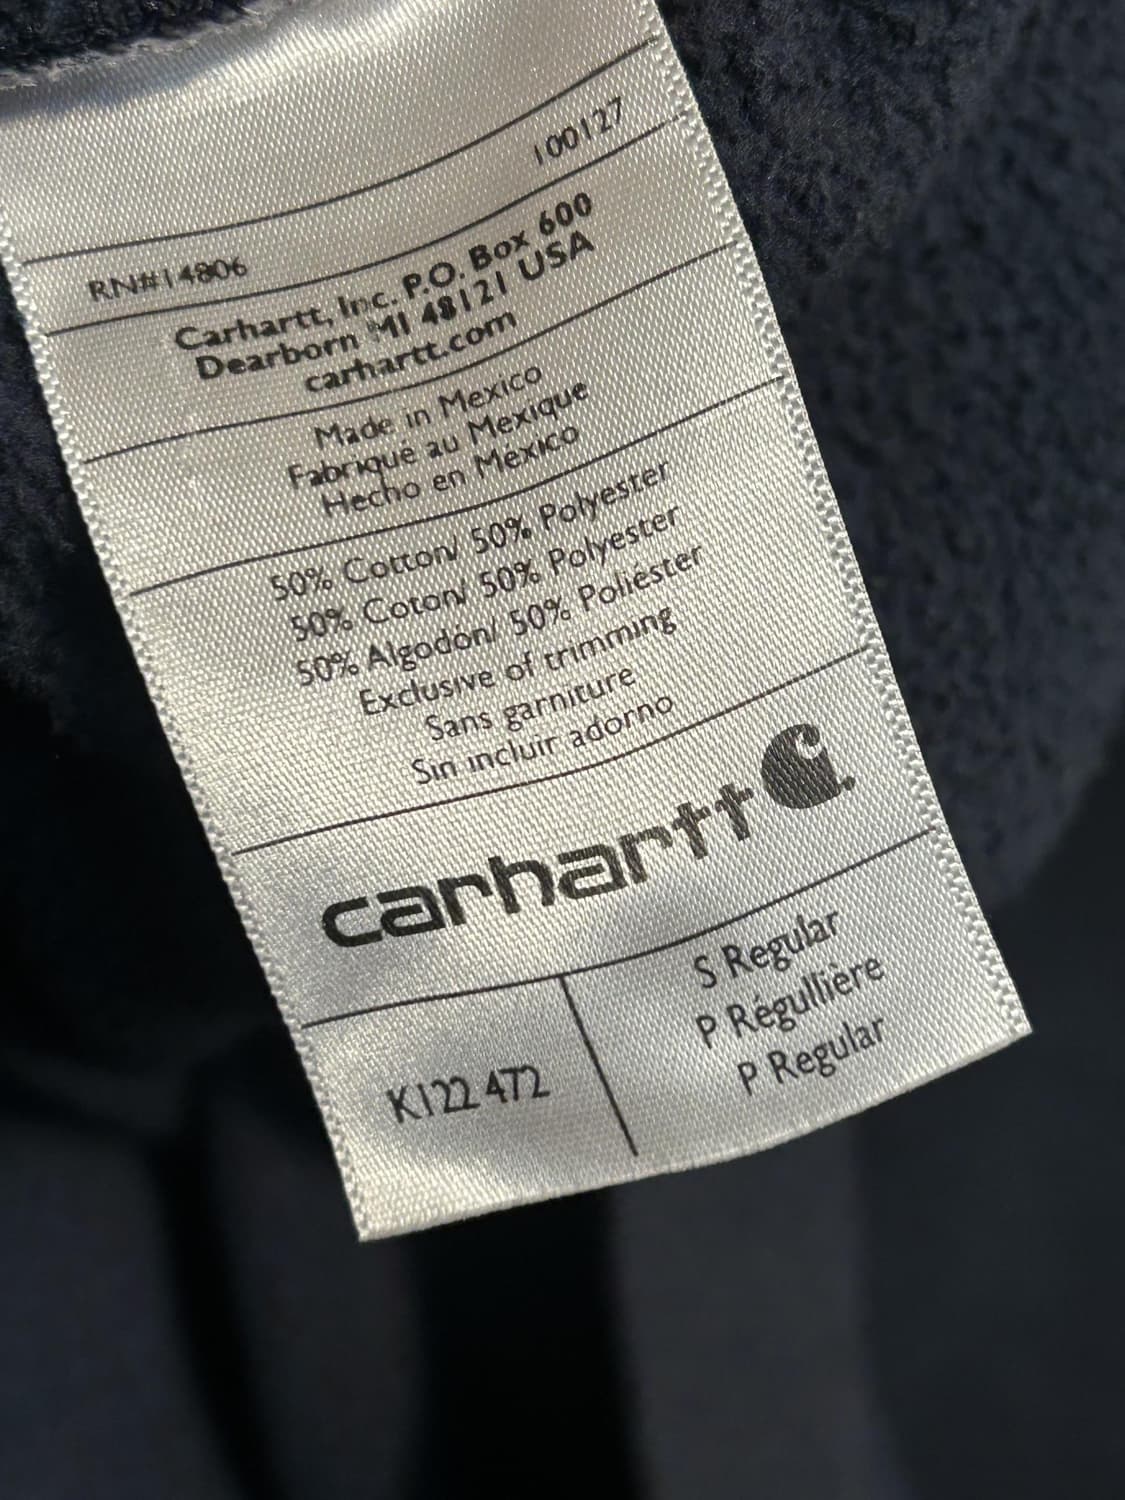 100127
RN#14806
Carhartt, Inc. P.O. Box 600
Dearborn MI 48121 USA
carhartt.com
Made in Mexico
Fabriqué au Mexique
Hecho en México
50% Cotton/ 50% Polyester
50% Coton/ 50% Polyester
50% Algodón/ 50% Poliéster
Exclusive of trimming
Sans garniture
Sin incluir adorno
carhartt
K122 472
S Regular
P Régullière
P Regular